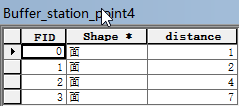 Buffer_station_point4
FID Shape * distance
0 面 1
1 面 2
2 面 4
3 面 7